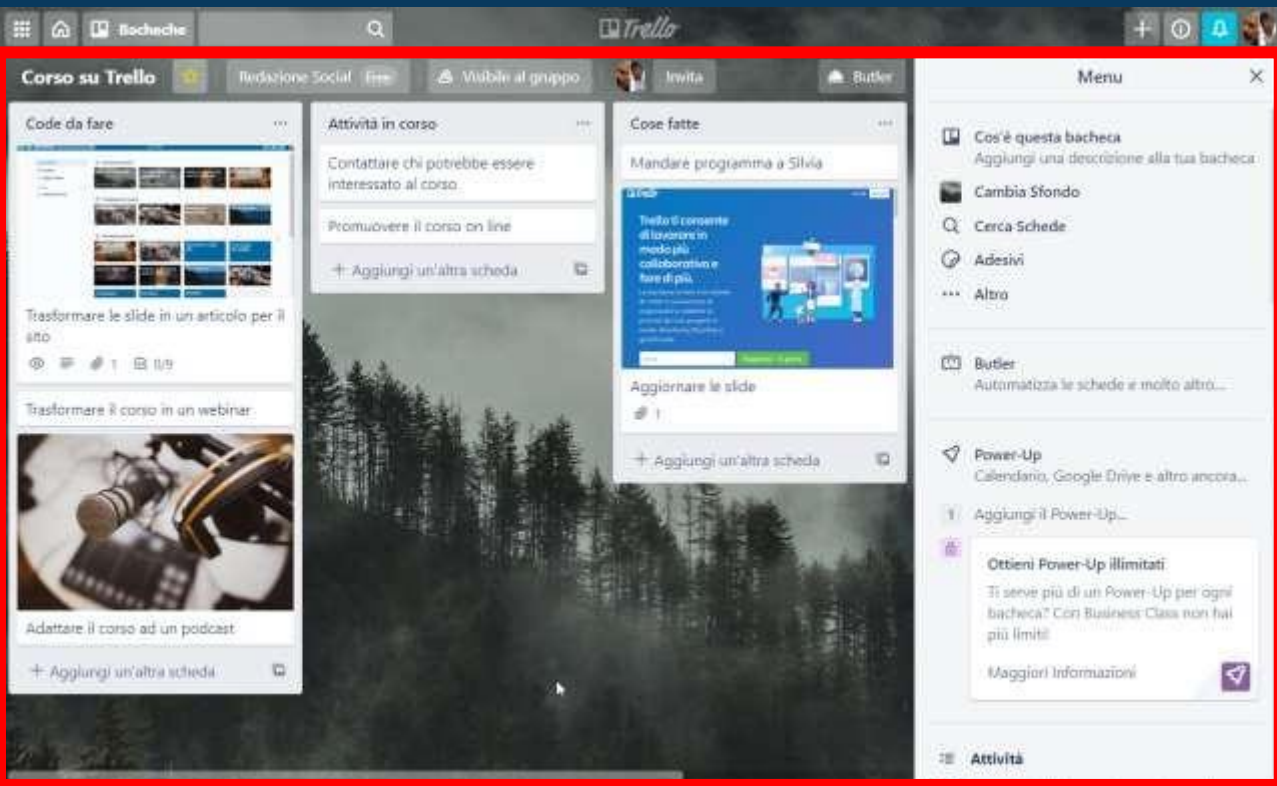 Bacheche
Trello
Corso su Trello
Redazione Social Free
Visibile al gruppo
Invita
Butler
Code da fare
Trasformare le slide in un articolo per il
sito
1
0/9
Trasformare il corso in un webinar
Adattare il corso ad un podcast
+ Aggiungi un'altra scheda
Attività in corso
Contattare chi potrebbe essere
interessato al corso
Promuovere il corso on line
+ Aggiungi un'altra scheda
Cose fatte
Mandare programma a Silvia
Trello ti consente
di lavorare in
modo più
collaborativo e
fare di più.
Aggiornare le slide
1
+ Aggiungi un'altra scheda
Menu
Cos'è questa bacheca
Aggiungi una descrizione alla tua bacheca
Cambia Sfondo
Cerca Schede
Adesivi
Altro
Butler
Automatizza le schede e molto altro...
Power-Up
Calendario, Google Drive e altro ancora...
1 Aggiungi il Power-Up...
Ottieni Power-Up illimitati
Ti serve più di un Power-Up per ogni
bacheca? Con Business Class non hai
più limiti!
Maggiori Informazioni
Attività